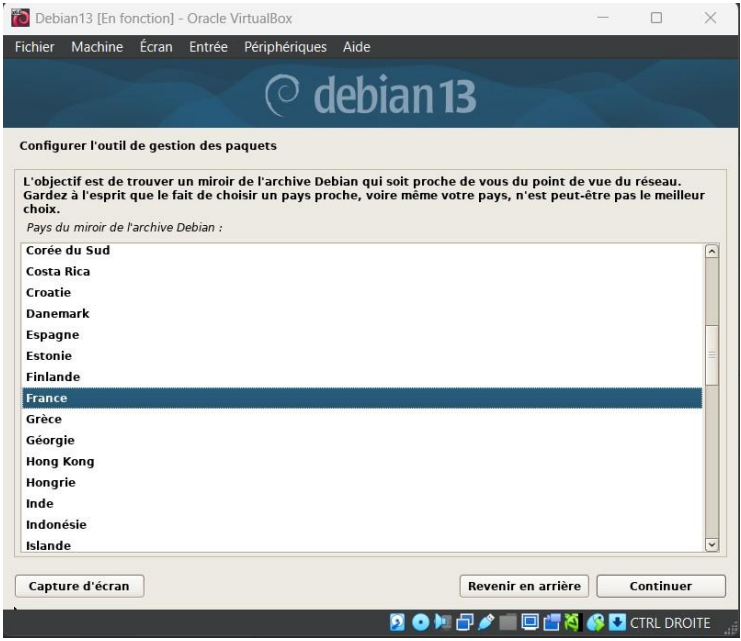 Debian13 [En fonction] - Oracle VirtualBox
Fichier Machine Écran Entrée Périphériques Aide
debian 13
Configurer l'outil de gestion des paquets
L'objectif est de trouver un miroir de l'archive Debian qui soit proche de vous du point de vue du réseau.
Gardez à l'esprit que le fait de choisir un pays proche, voire même votre pays, n'est peut-être pas le meilleur
choix.
Pays du miroir de l'archive Debian :
Corée du Sud
Costa Rica
Croatie
Danemark
Espagne
Estonie
Finlande
France
Grèce
Géorgie
Hong Kong
Hongrie
Inde
Indonésie
Islande
Capture d'écran Revenir en arrière Continuer
CTRL DROITE